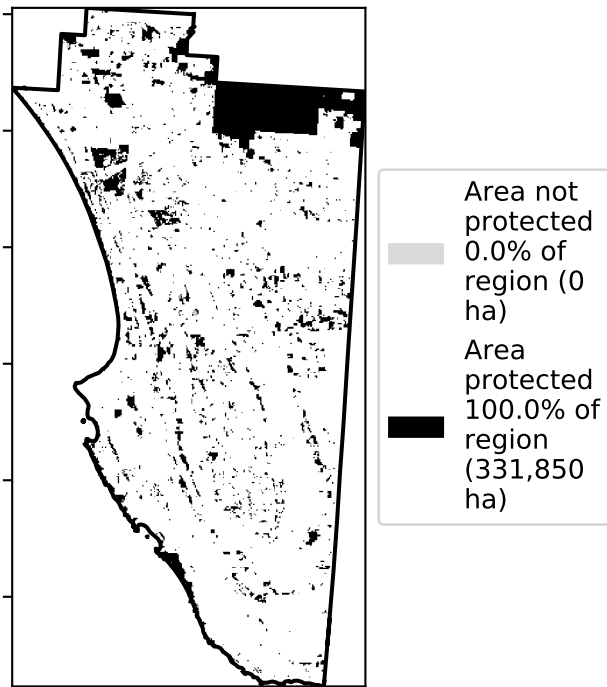 Area not
protected
0.0% of
region (0
ha)
Area
protected
100.0% of
region
(331,850
ha)